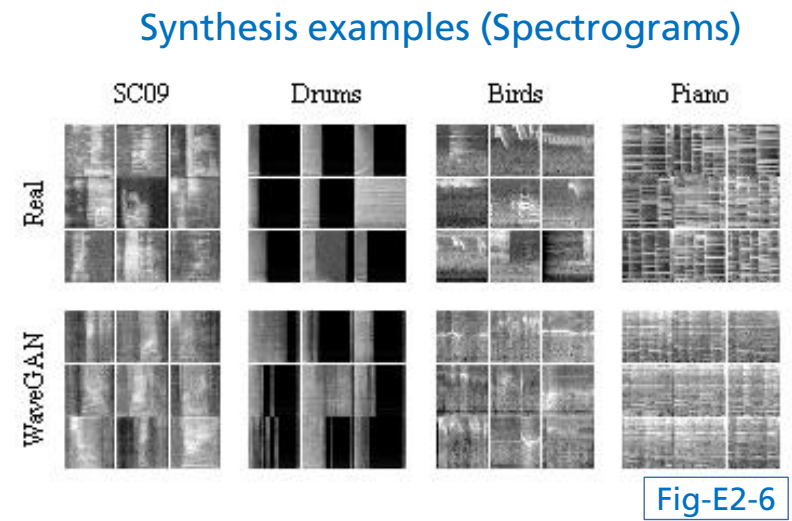 Synthesis examples (Spectrograms)
SC09 Drums Birds Piano
Real
WaveGAN
Fig-E2-6